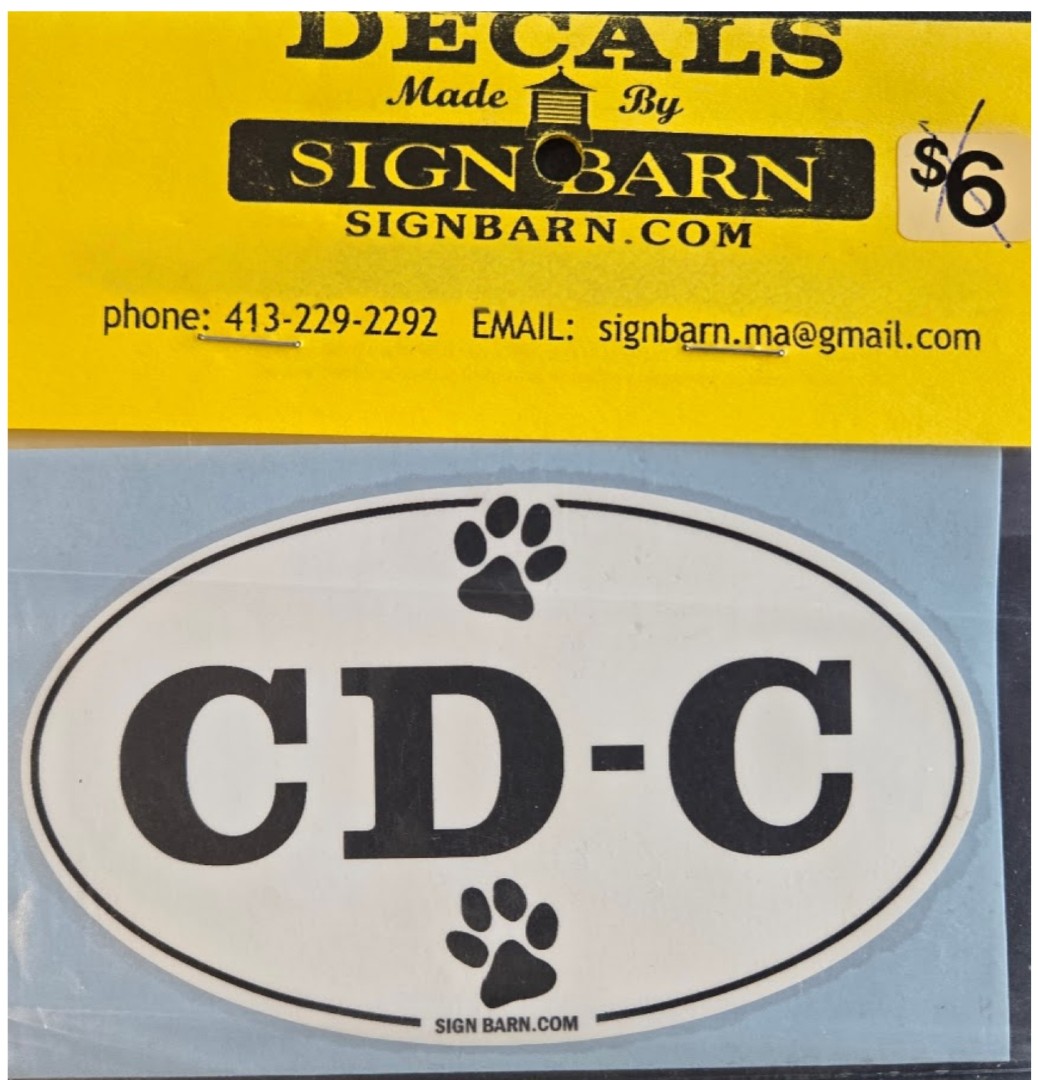 DECALS
Made By
SIGN BARN
$6
SIGNBARN.COM
phone: 413-229-2292 EMAIL: signbarn.ma@gmail.com
CD-C
SIGN BARN.COM